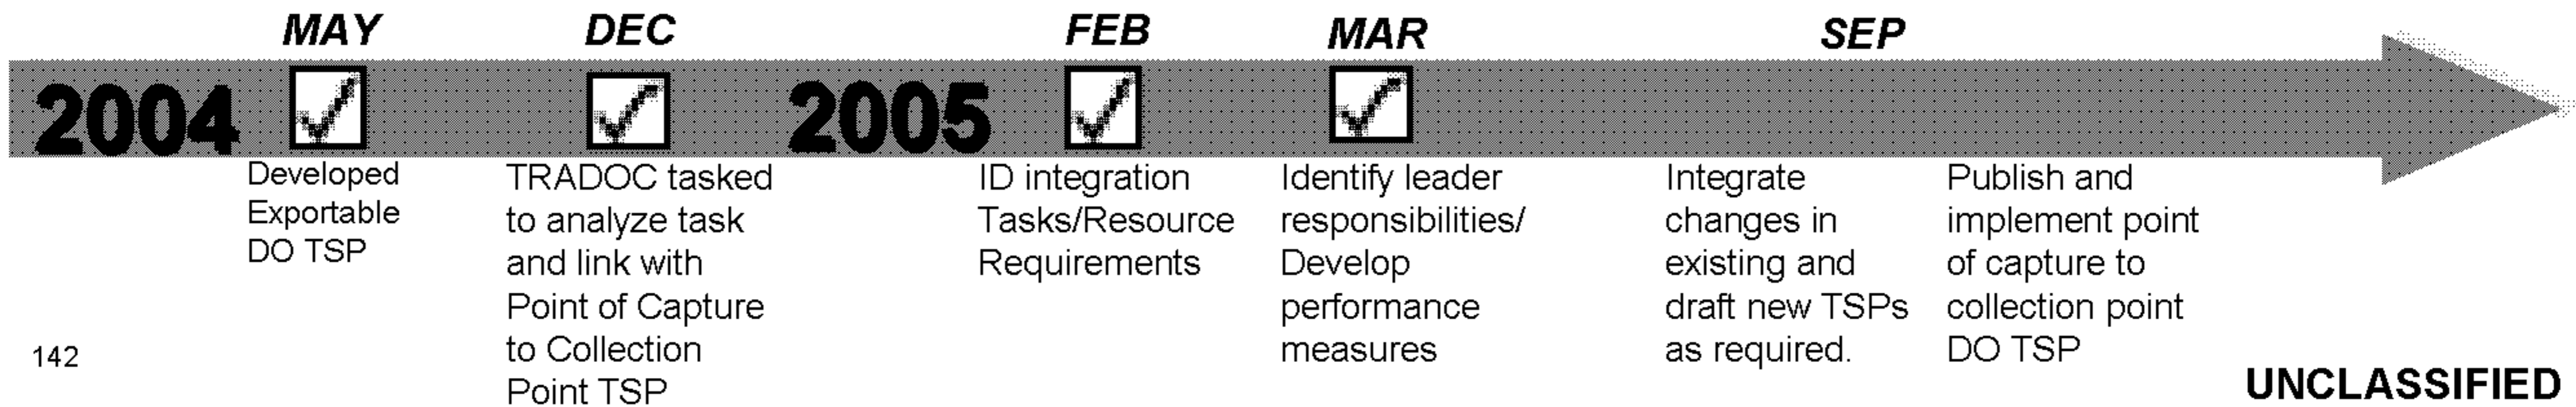 MAY DEC FEB MAR SEP
2004 2005
Developed
Exportable
DO TSP
TRADOC tasked
to analyze task
and link with
Point of Capture
to Collection
Point TSP
ID integration
Tasks/Resource
Requirements
Identify leader
responsibilities/
Develop
performance
measures
Integrate
changes in
existing and
draft new TSPs
as required.
Publish and
implement point
of capture to
collection point
DO TSP
142
UNCLASSIFIED